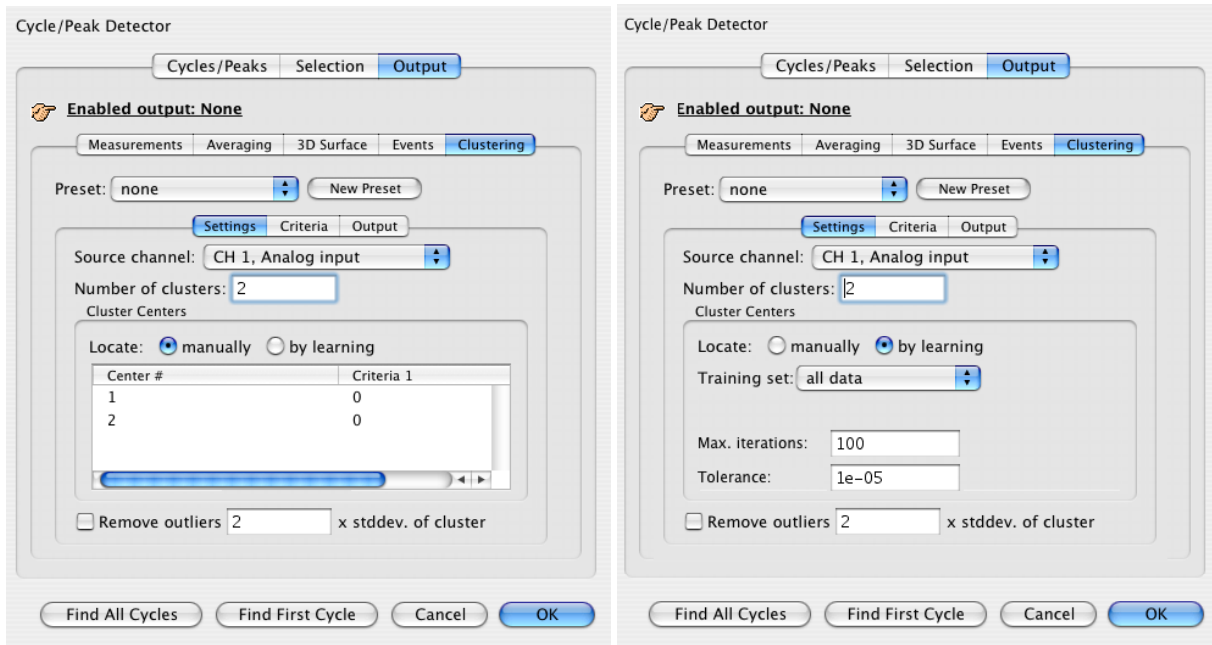 Cycle/Peak Detector
Cycles/Peaks Selection Output
Enabled output: None
Measurements Averaging 3D Surface Events Clustering
Preset: none New Preset
Settings Criteria Output
Source channel: CH 1, Analog input
Number of clusters: 2
Cluster Centers
Locate: manually by learning
Center # Criteria 1
1 0
2 0
Remove outliers 2 x stddev. of cluster
Find All Cycles Find First Cycle Cancel OK
Cycle/Peak Detector
Cycles/Peaks Selection Output
Enabled output: None
Measurements Averaging 3D Surface Events Clustering
Preset: none New Preset
Settings Criteria Output
Source channel: CH 1, Analog input
Number of clusters: 2
Cluster Centers
Locate: manually by learning
Training set: all data
Max. iterations: 100
Tolerance: 1e-05
Remove outliers 2 x stddev. of cluster
Find All Cycles Find First Cycle Cancel OK